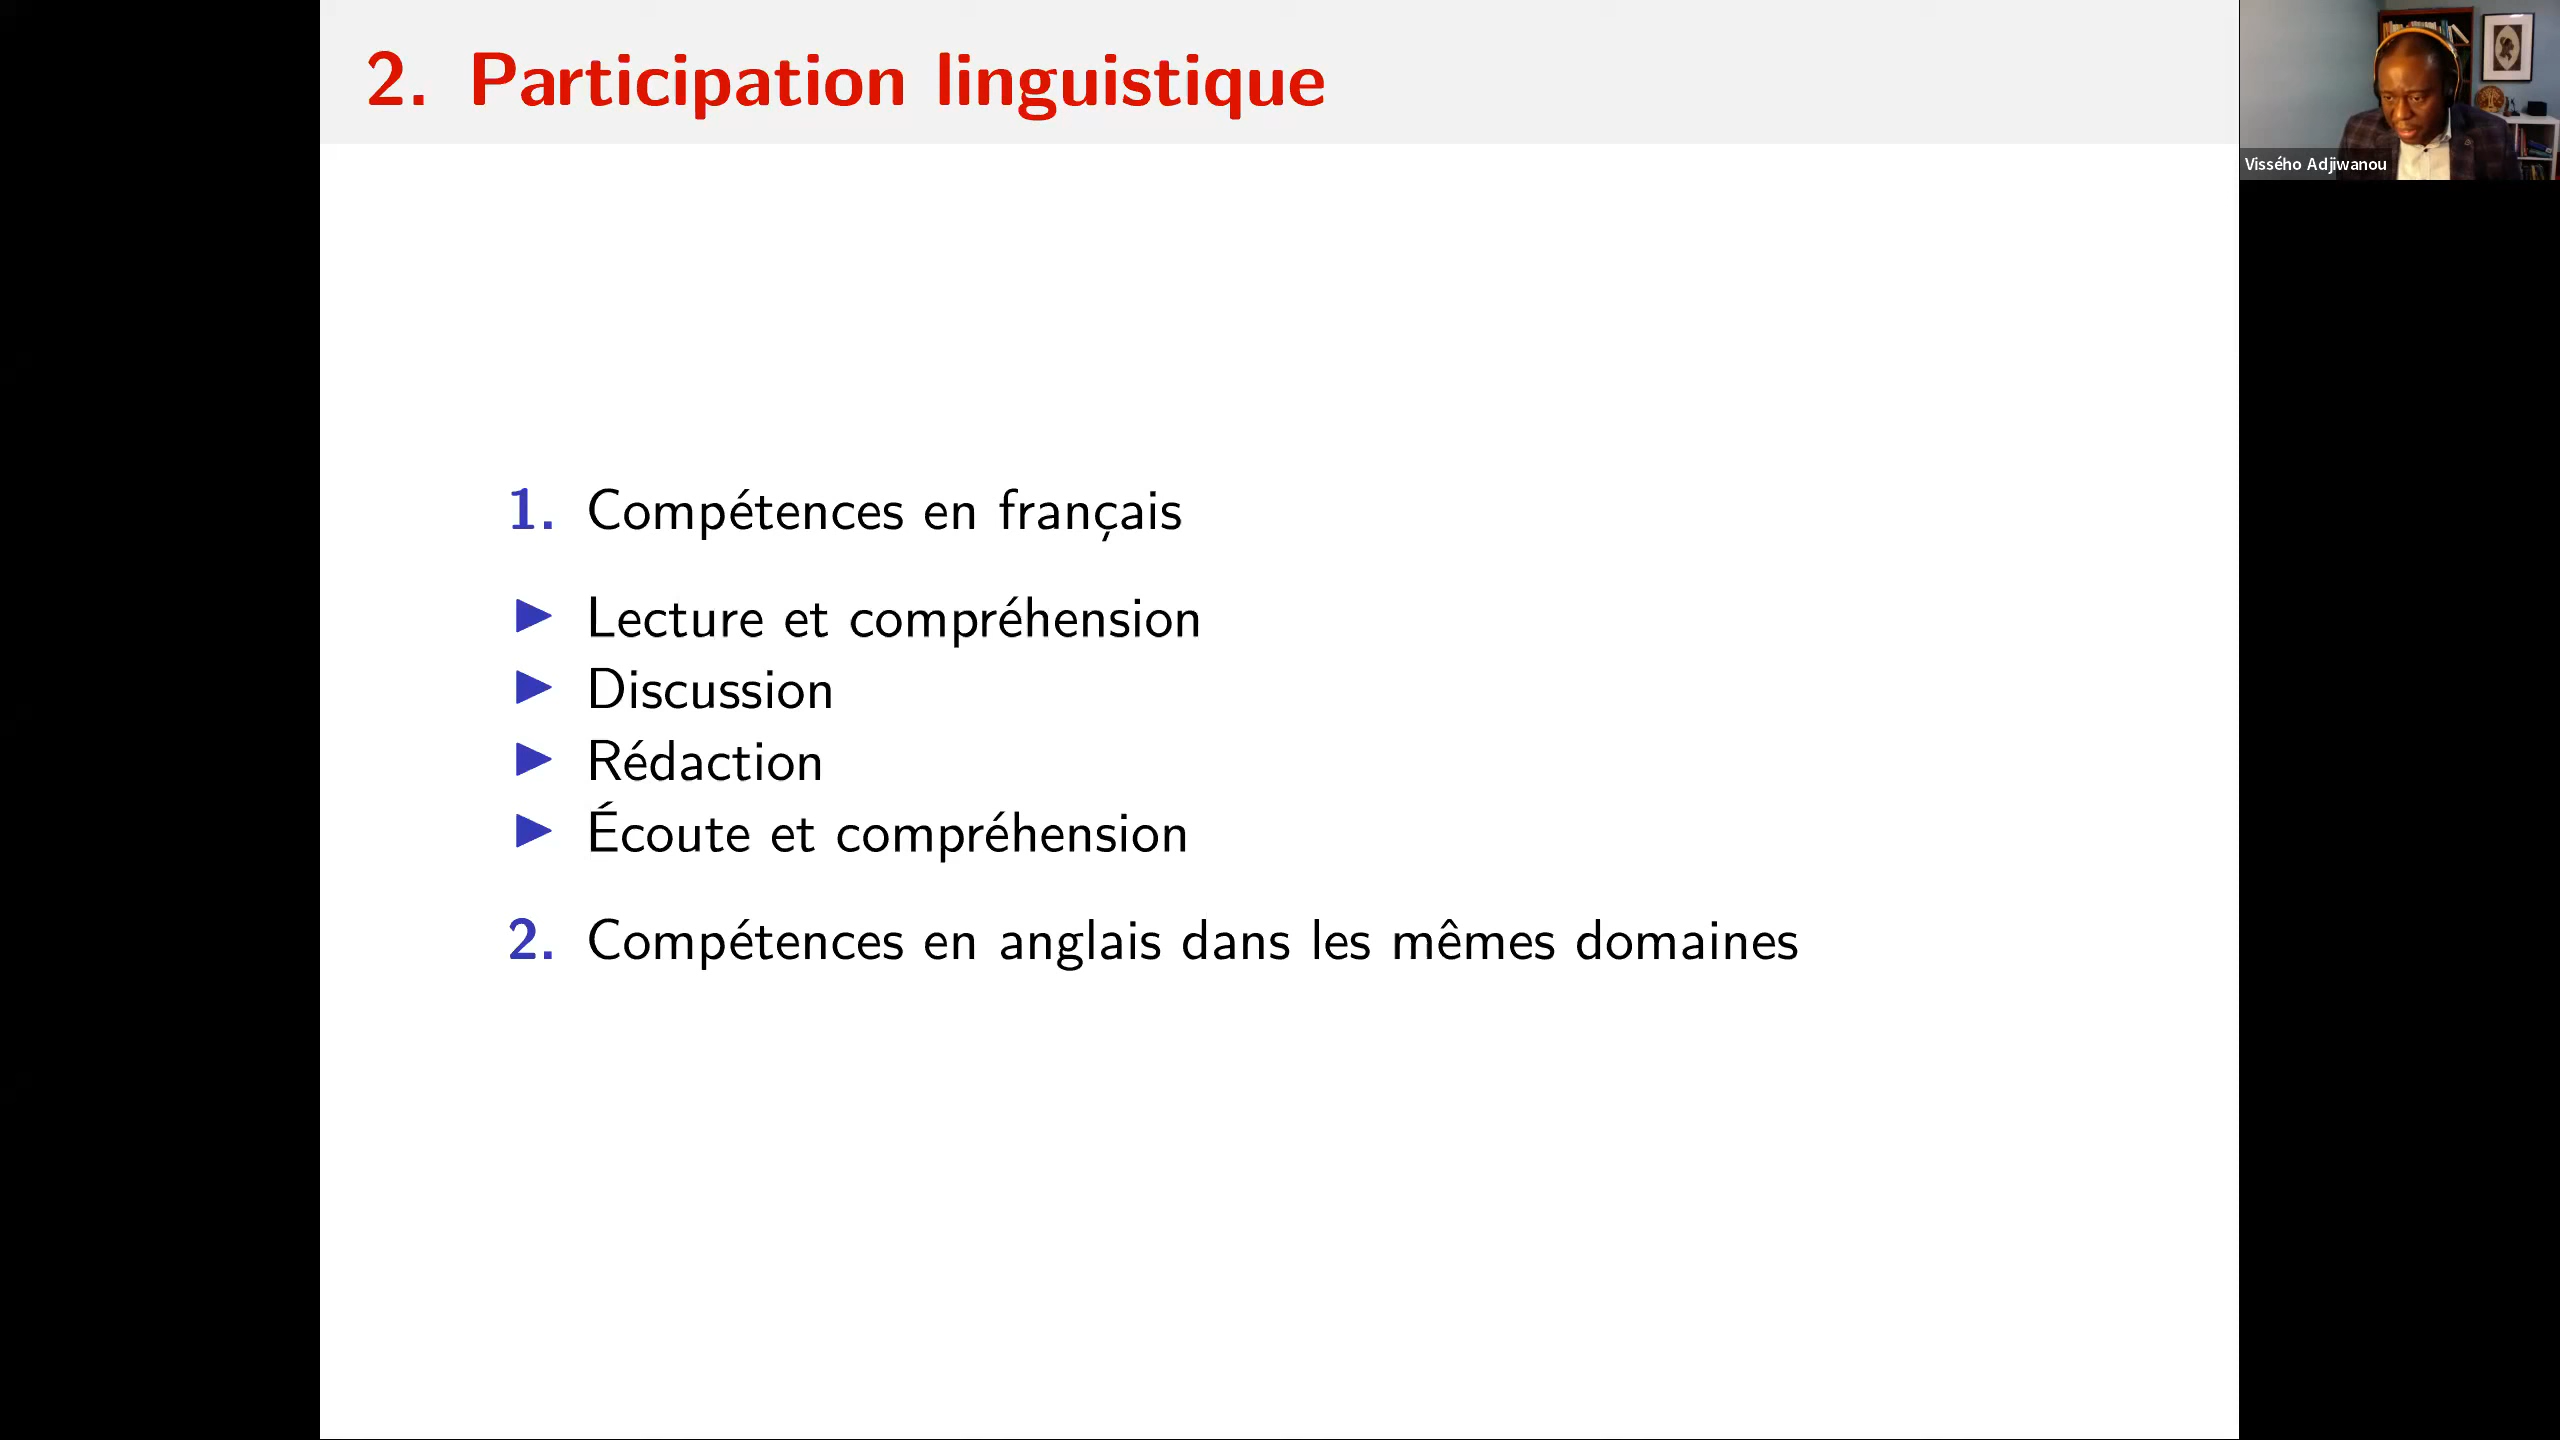 2. Participation linguistique
Visségo Adjiwanou
1. Compétences en français
▶ Lecture et compréhension
▶ Discussion
▶ Rédaction
▶ Écoute et compréhension
2. Compétences en anglais dans les mêmes domaines